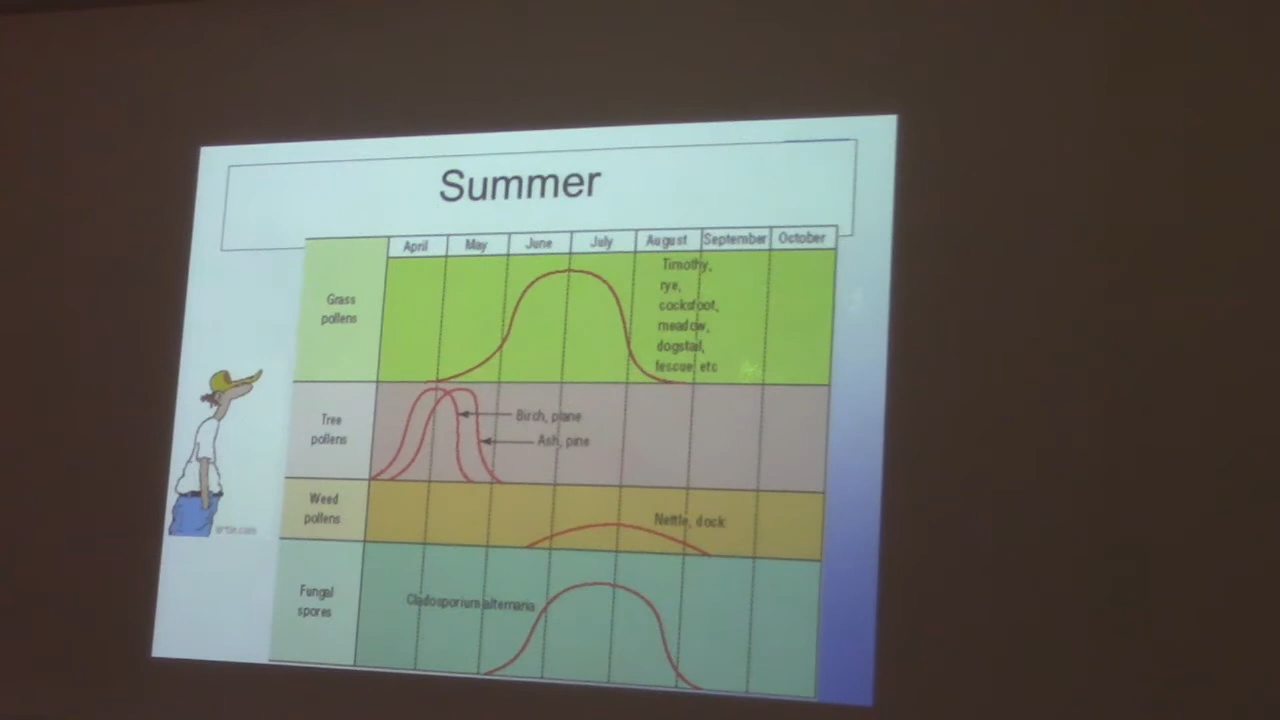 Summer
April May June July August September October
Grass
pollens
Timothy,
rye,
cocksfoot,
meadow,
dogstail,
fescue, etc
Tree
pollens
Birch, plane
Ash, pine
Weed
pollens
Nettle, dock
Fungal
spores
Cladosporium alternaria